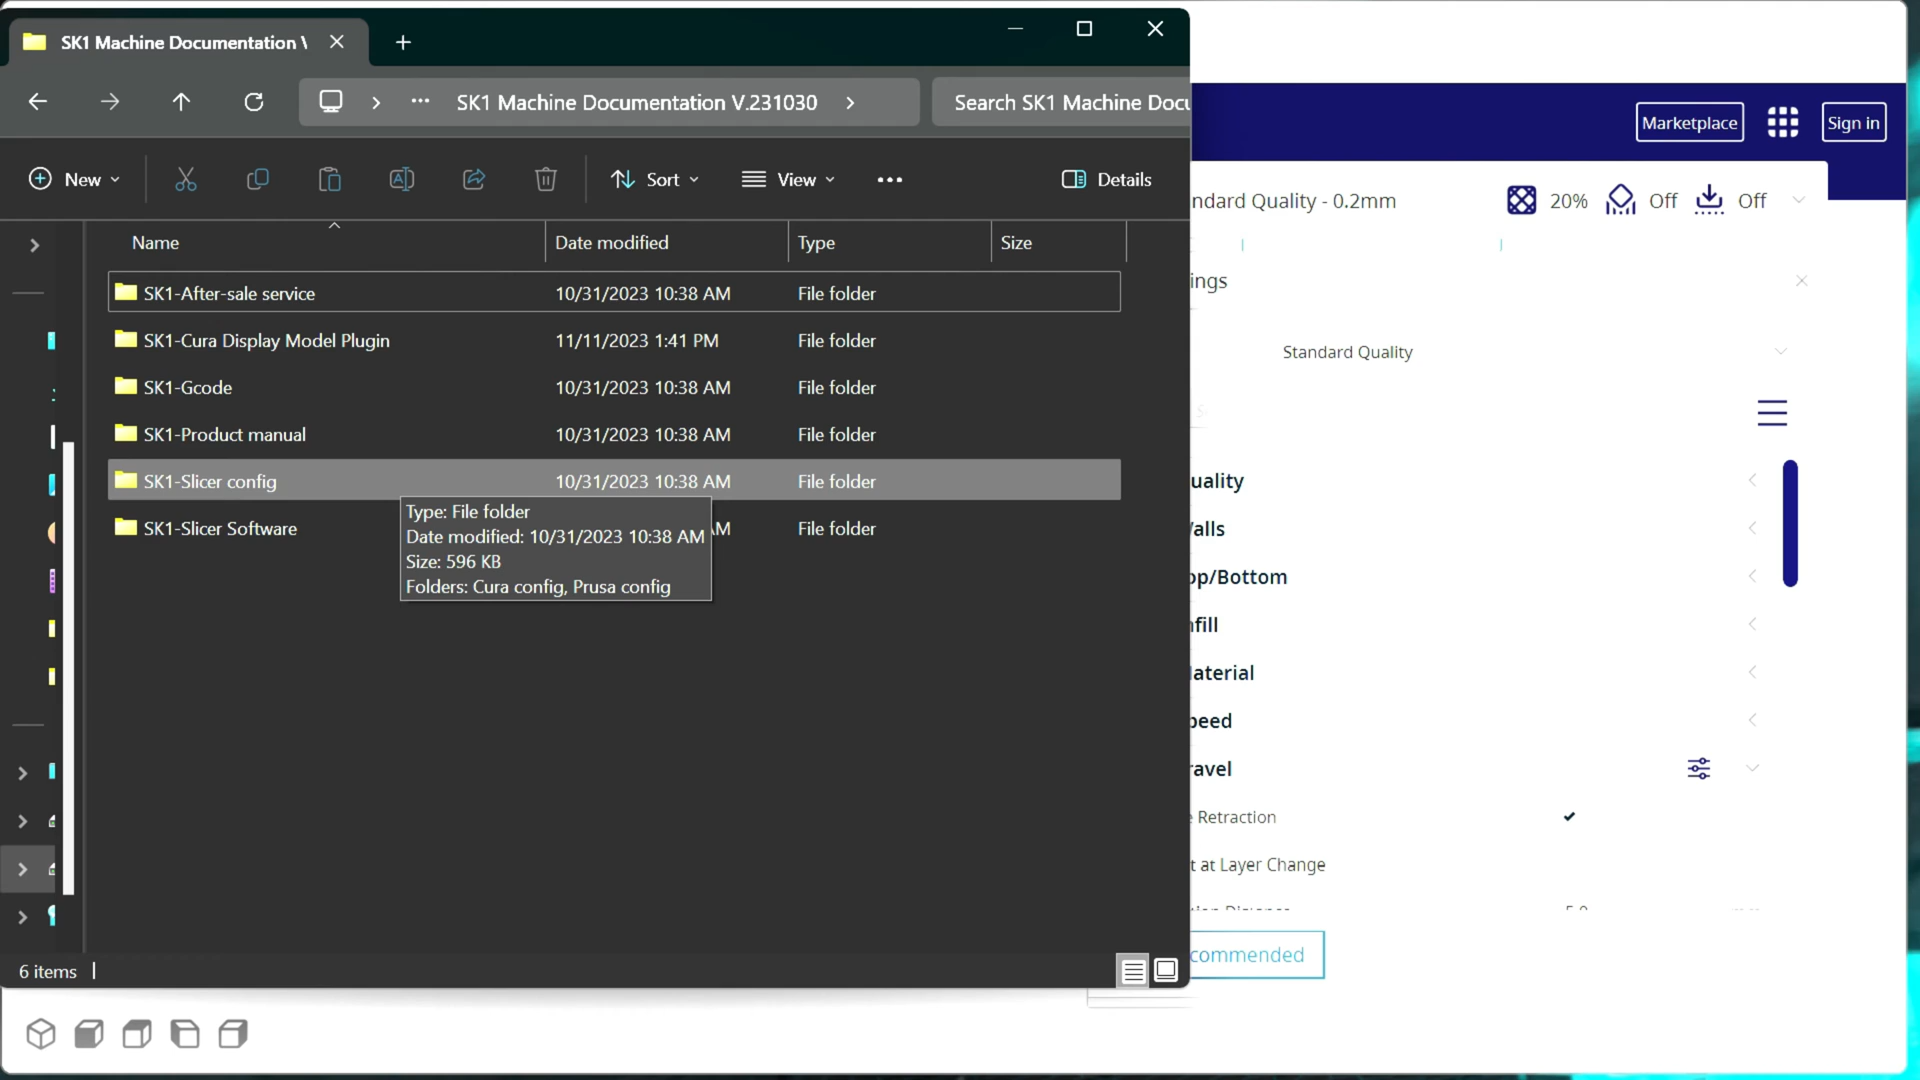 SK1 Machine Documentation V
SK1 Machine Documentation V.231030
Search SK1 Machine Docu
Marketplace
Sign in
New
Sort
View
Details
ndard Quality - 0.2mm
20%
Off
Off
Name
Date modified
Type
Size
ings
SK1-After-sale service
10/31/2023 10:38 AM
File folder
SK1-Cura Display Model Plugin
11/11/2023 1:41 PM
File folder
Standard Quality
SK1-Gcode
10/31/2023 10:38 AM
File folder
SK1-Product manual
10/31/2023 10:38 AM
File folder
SK1-Slicer config
10/31/2023 10:38 AM
File folder
uality
Type: File folder
SK1-Slicer Software
M
File folder
alls
Date modified: 10/31/2023 10:38 AM
Size: 596 KB
Folders: Cura config, Prusa config
op/Bottom
nfill
aterial
peed
ravel
e Retraction
t at Layer Change
commended
6 items